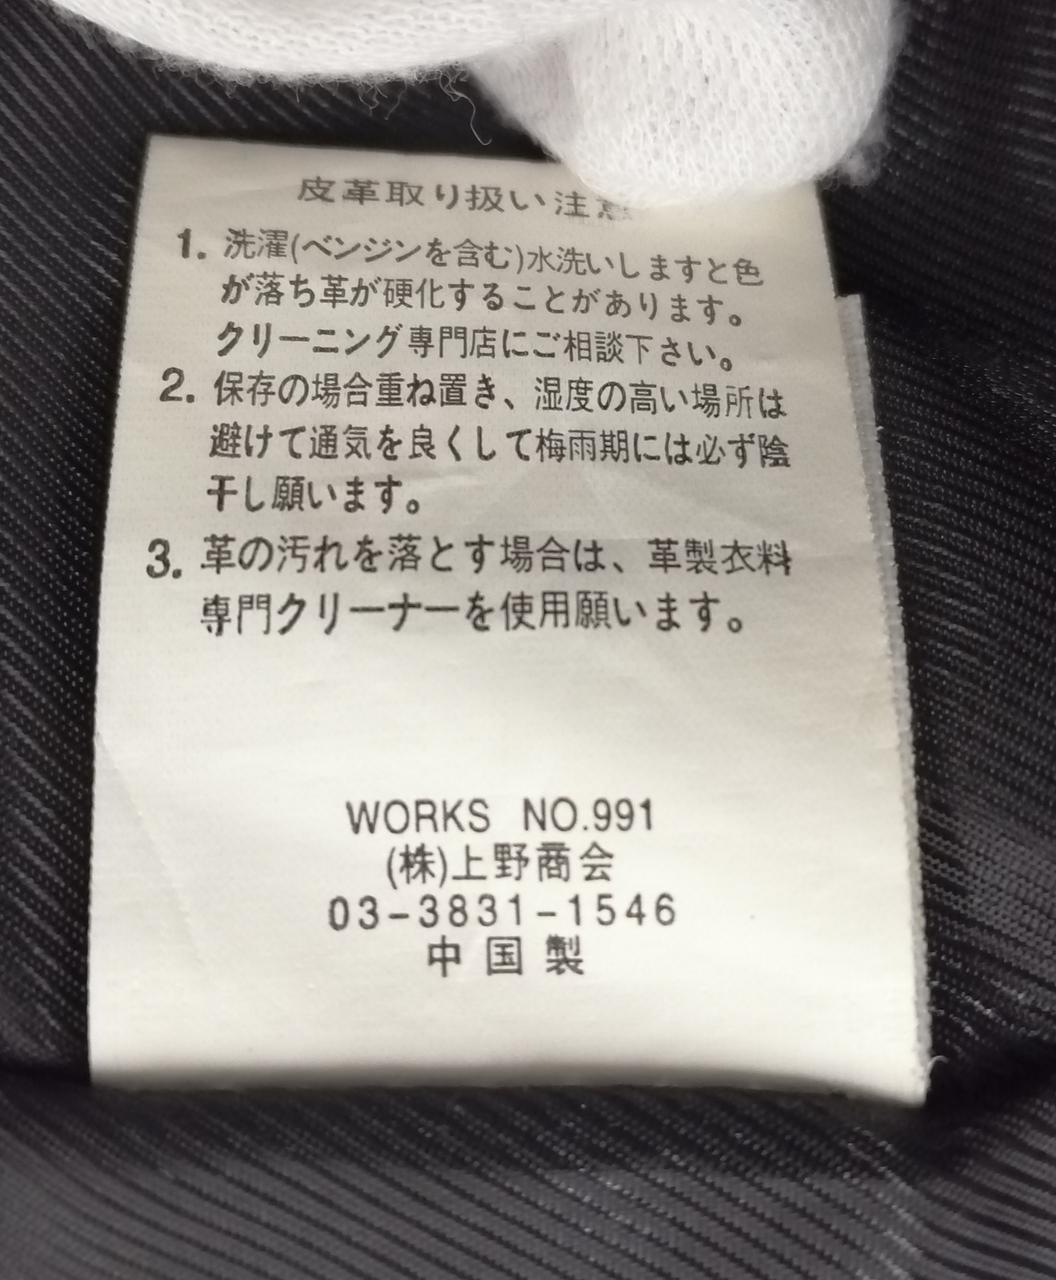 皮革取り扱い注意
1. 洗濯(ベンジンを含む)水洗いしますと色
が落ち革が硬化することがあります。
クリーニング専門店にご相談下さい。
2. 保存の場合重ね置き、湿度の高い場所は
避けて通気を良くして梅雨期には必ず陰
干し願います。
3. 革の汚れを落とす場合は、革製衣料
専門クリーナーを使用願います。
WORKS NO.991
(株)上野商会
03-3831-1546
中国製